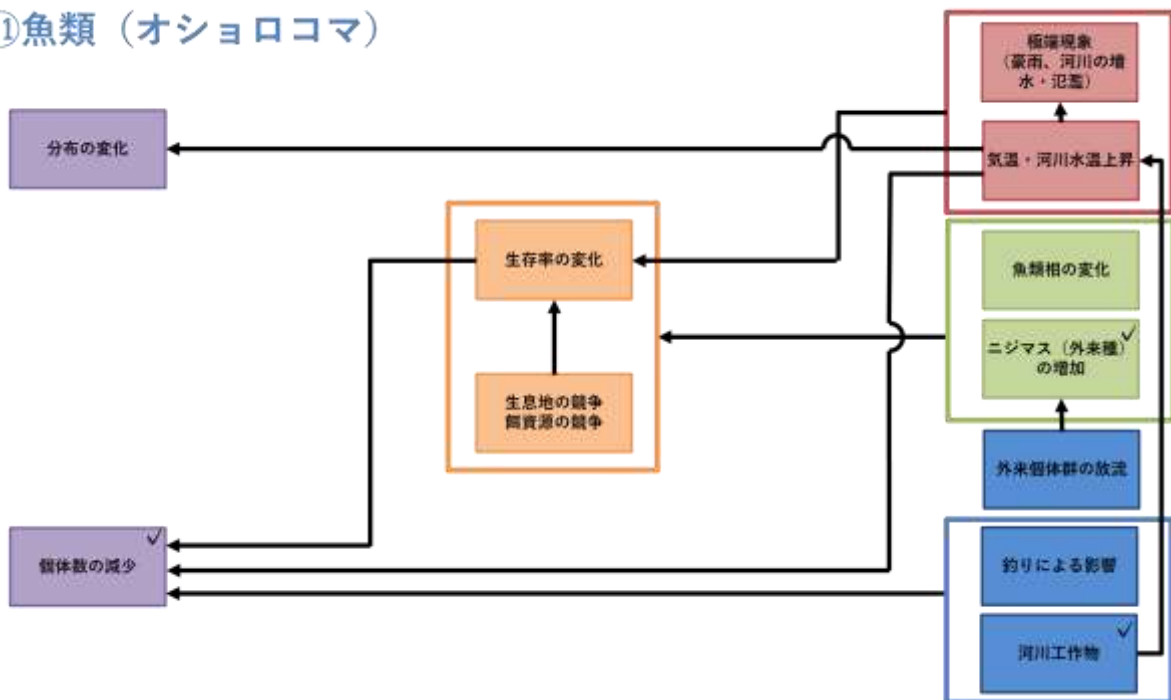 ①魚類（オショロコマ）
極端現象
（豪雨、河川の増
水・氾濫）
分布の変化
気温・河川水温上昇
生存率の変化
魚類相の変化
ニジマス（外来種）
の増加
生息地の競争
餌資源の競争
外来個体群の放流
個体数の減少
釣りによる影響
河川工作物